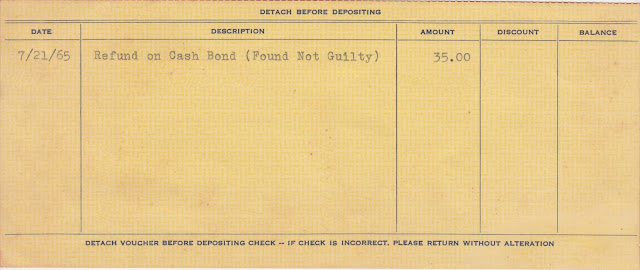 DETACH BEFORE DEPOSITING
DATE DESCRIPTION AMOUNT DISCOUNT BALANCE
7/21/65 Refund on Cash Bond (Found Not Guilty) 35.00
DETACH VOUCHER BEFORE DEPOSITING CHECK -- IF CHECK IS INCORRECT, PLEASE RETURN WITHOUT ALTERATION